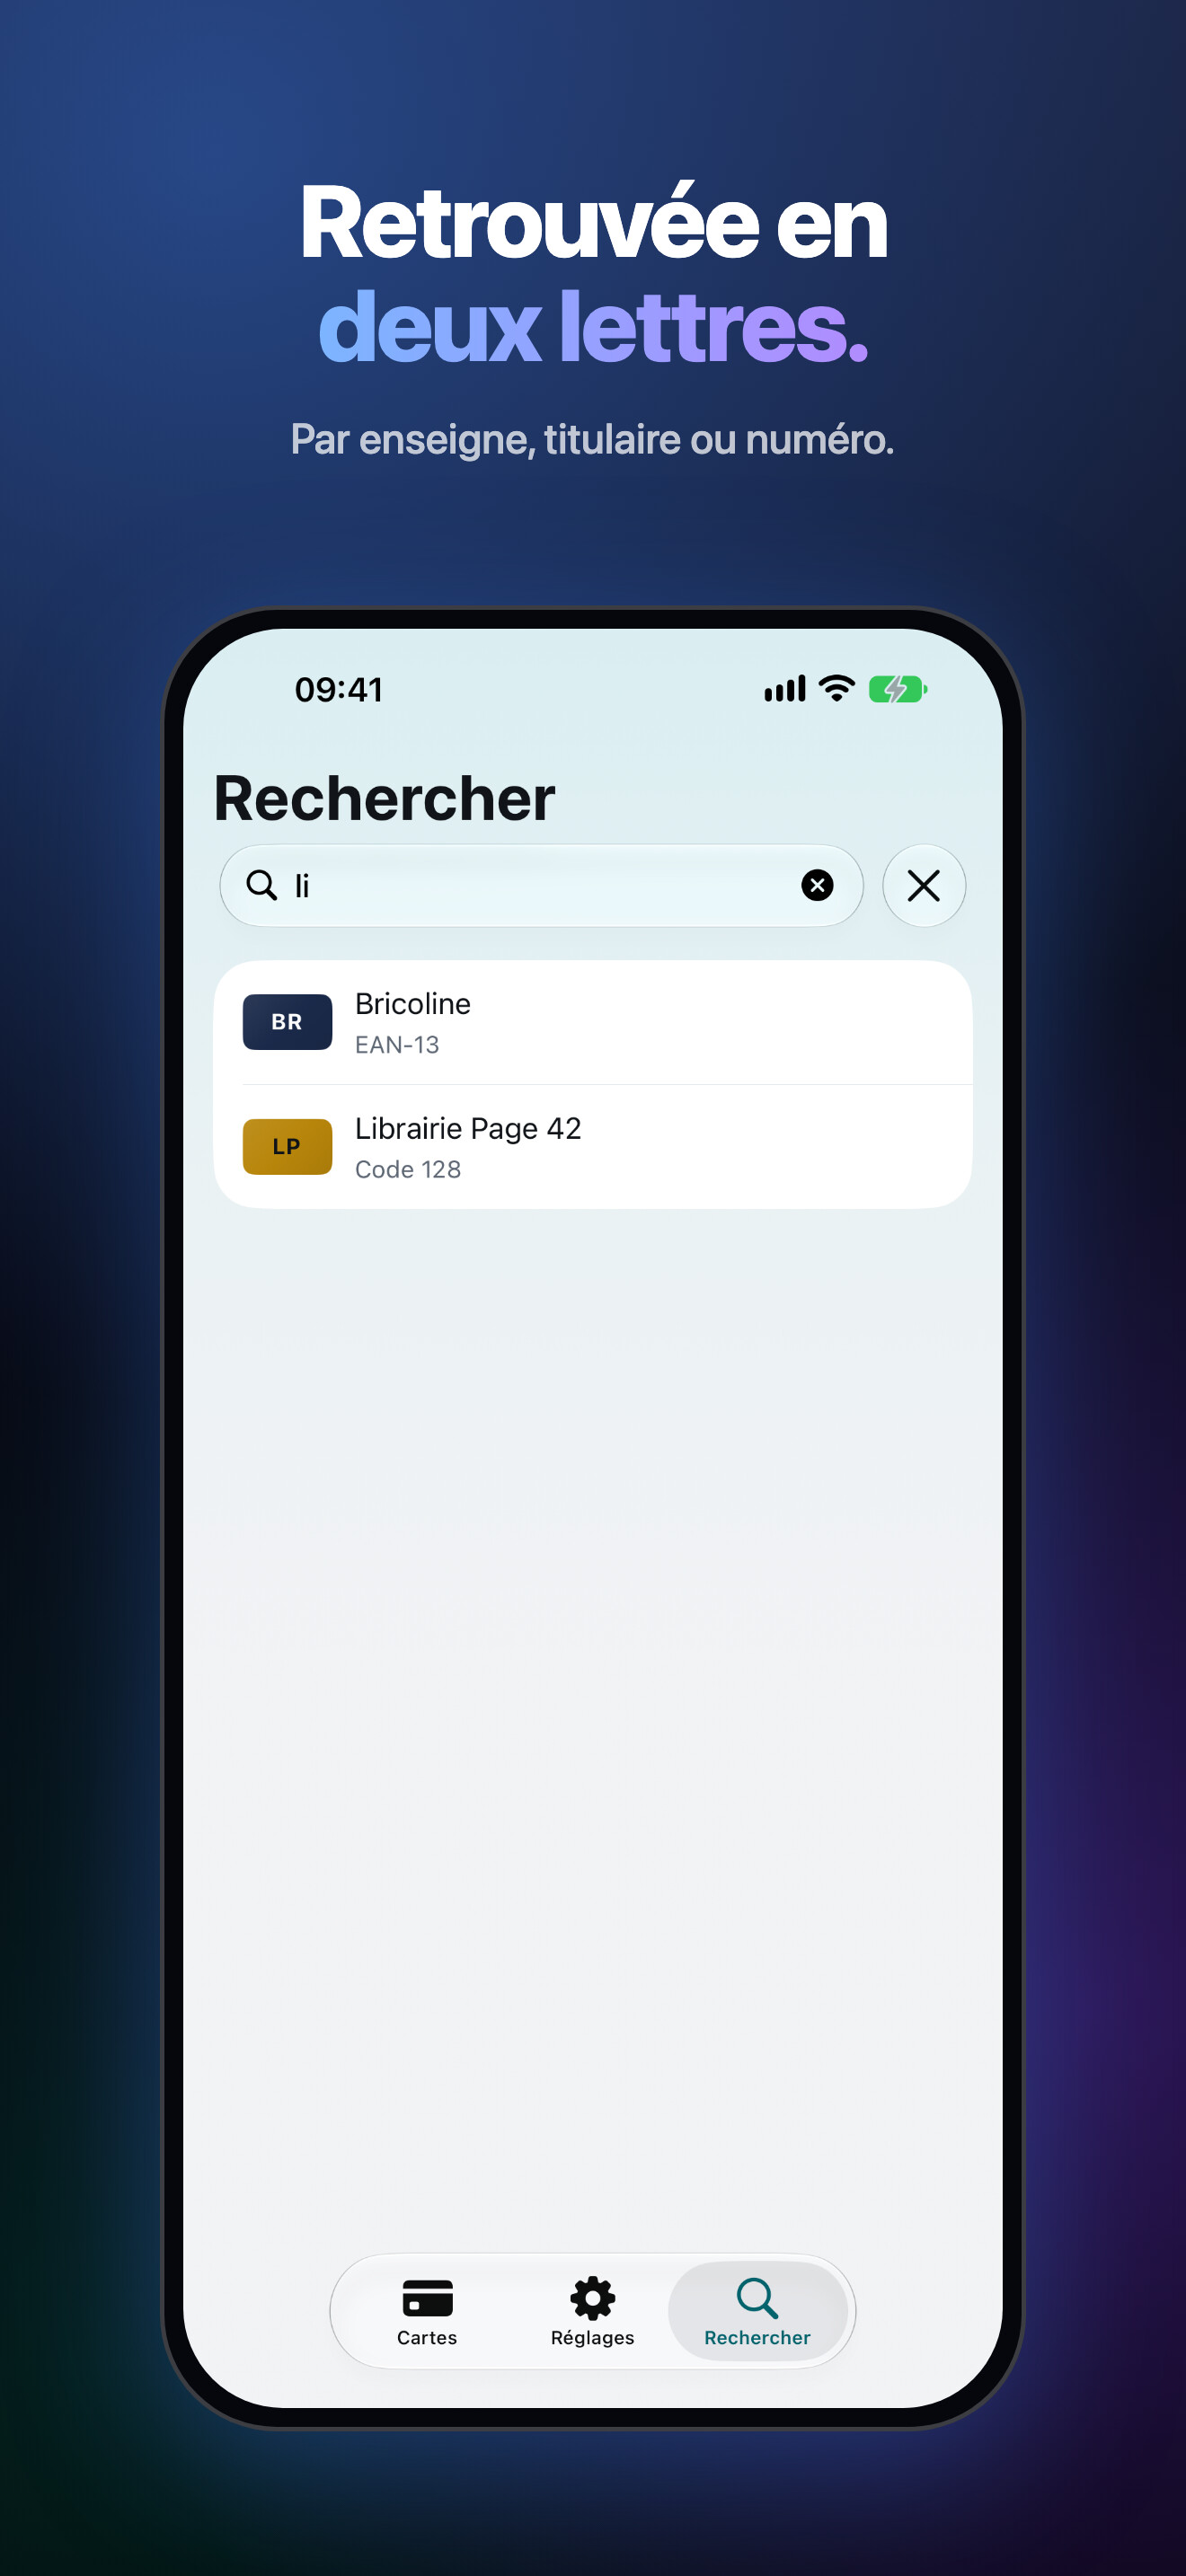 Retrouvée en
deux lettres.
Par enseigne, titulaire ou numéro.
09:41
Rechercher
li
BR
Bricoline
EAN-13
LP
Librairie Page 42
Code 128
Cartes
Réglages
Rechercher